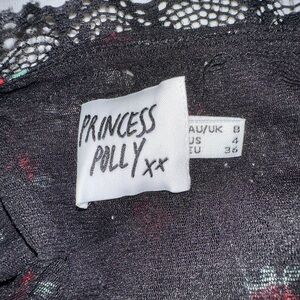 PRINCESS
POLLY xx
AU/UK 8
US 4
EU 36